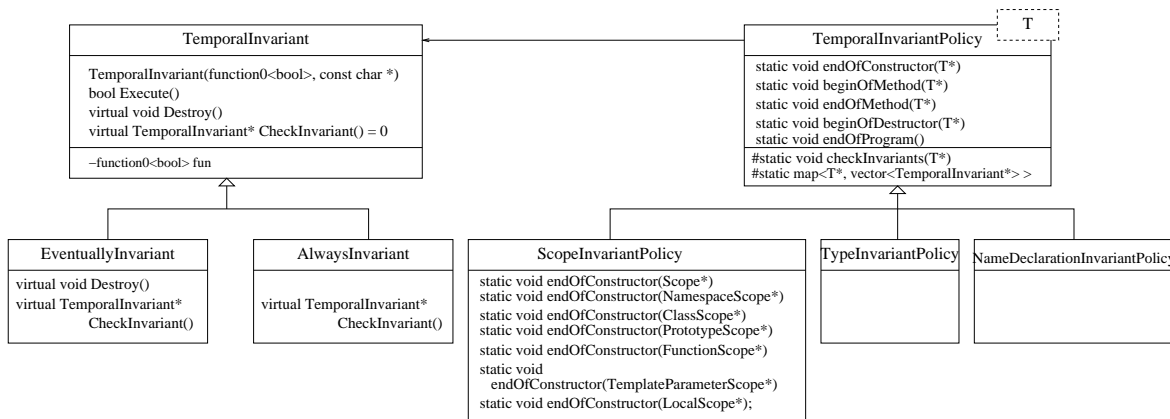 TemporalInvariant
TemporalInvariant(function0<bool>, const char *)
bool Execute()
virtual void Destroy()
virtual TemporalInvariant* CheckInvariant() = 0
−function0<bool> fun
T
TemporalInvariantPolicy
static void endOfConstructor(T*)
static void beginOfMethod(T*)
static void endOfMethod(T*)
static void beginOfDestructor(T*)
static void endOfProgram()
#static void checkInvariants(T*)
#static map<T*, vector<TemporalInvariant*> >
EventuallyInvariant
virtual void Destroy()
virtual TemporalInvariant*
CheckInvariant()
AlwaysInvariant
virtual TemporalInvariant*
CheckInvariant()
ScopeInvariantPolicy
static void endOfConstructor(Scope*)
static void endOfConstructor(NamespaceScope*)
static void endOfConstructor(ClassScope*)
static void endOfConstructor(PrototypeScope*)
static void endOfConstructor(FunctionScope*)
static void
endOfConstructor(TemplateParameterScope*)
static void endOfConstructor(LocalScope*);
TypeInvariantPolicy
NameDeclarationInvariantPolicy